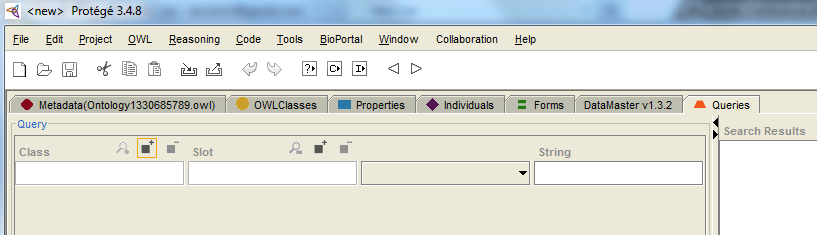 <new> Protégé 3.4.8
File Edit Project OWL Reasoning Code Tools BioPortal Window Collaboration Help
? C I
Metadata(Ontology1330685789.owl) OWLClasses Properties Individuals Forms DataMaster v1.3.2 Queries
Query
Search Results
Class Slot String